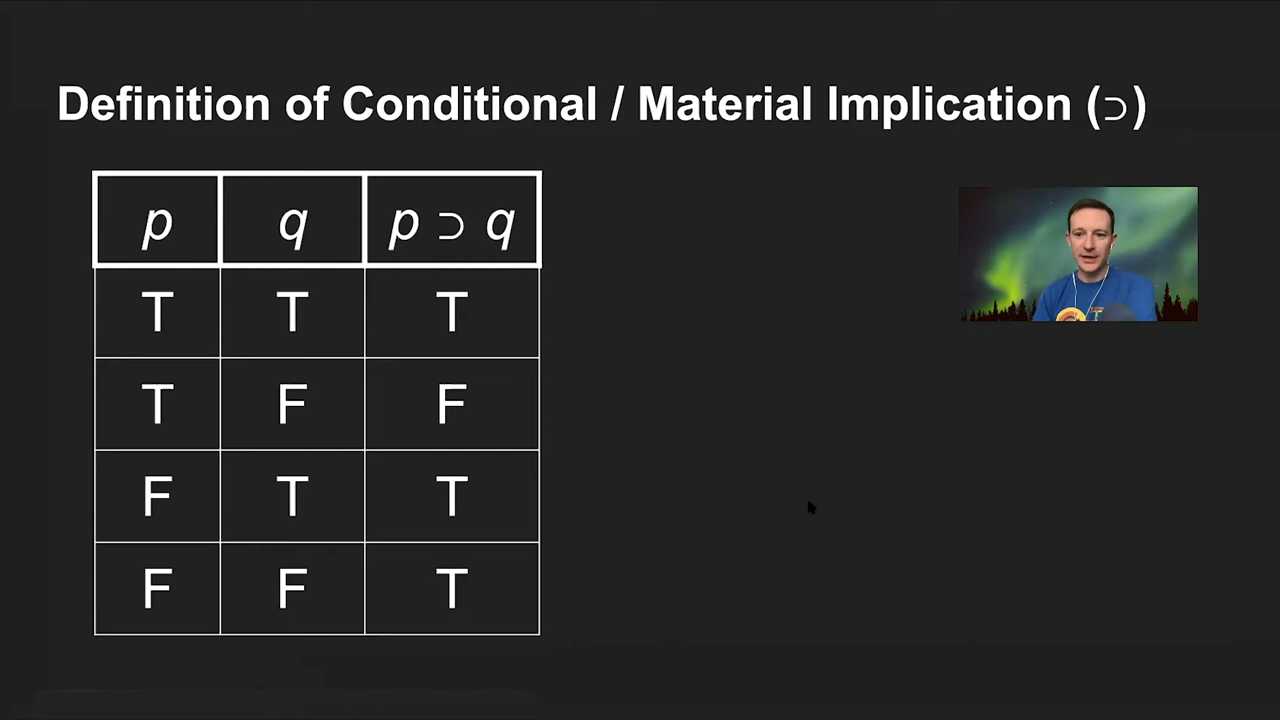 Definition of Conditional / Material Implication (⊃)
p q p ⊃ q
T T T
T F F
F T T
F F T